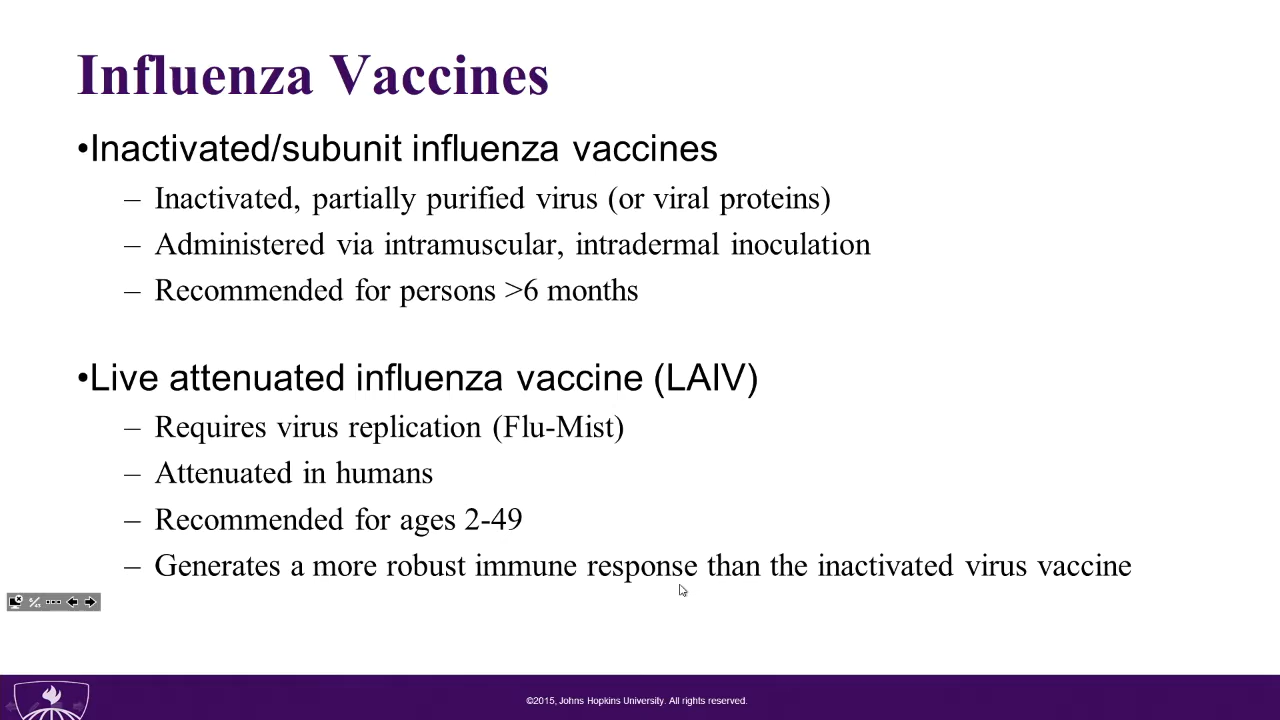 Influenza Vaccines
•Inactivated/subunit influenza vaccines
– Inactivated, partially purified virus (or viral proteins)
– Administered via intramuscular, intradermal inoculation
– Recommended for persons >6 months
•Live attenuated influenza vaccine (LAIV)
– Requires virus replication (Flu-Mist)
– Attenuated in humans
– Recommended for ages 2-49
– Generates a more robust immune response than the inactivated virus vaccine
©2015, Johns Hopkins University. All rights reserved.